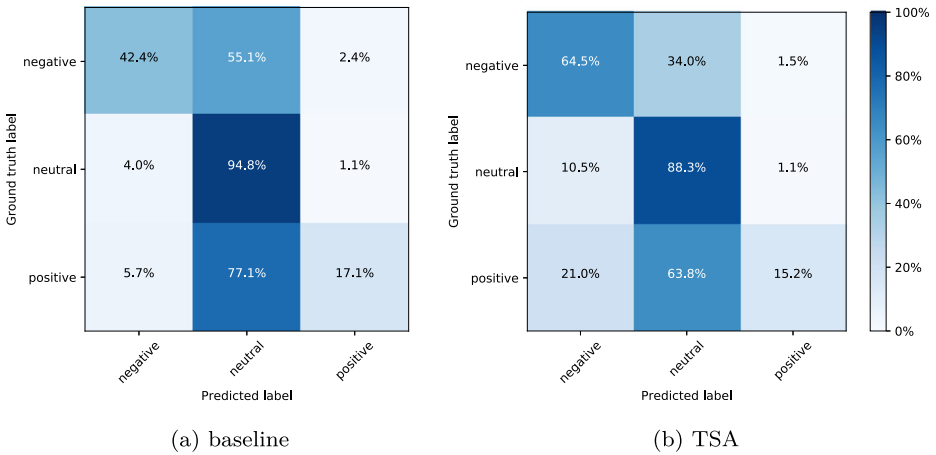 Ground truth label
negative
42.4%
55.1%
2.4%
neutral
4.0%
94.8%
1.1%
positive
5.7%
77.1%
17.1%
negative
neutral
positive
Predicted label
(a) baseline
negative
64.5%
34.0%
1.5%
neutral
10.5%
88.3%
1.1%
positive
21.0%
63.8%
15.2%
Ground truth label
negative
neutral
positive
Predicted label
(b) TSA
100%
80%
60%
40%
20%
0%